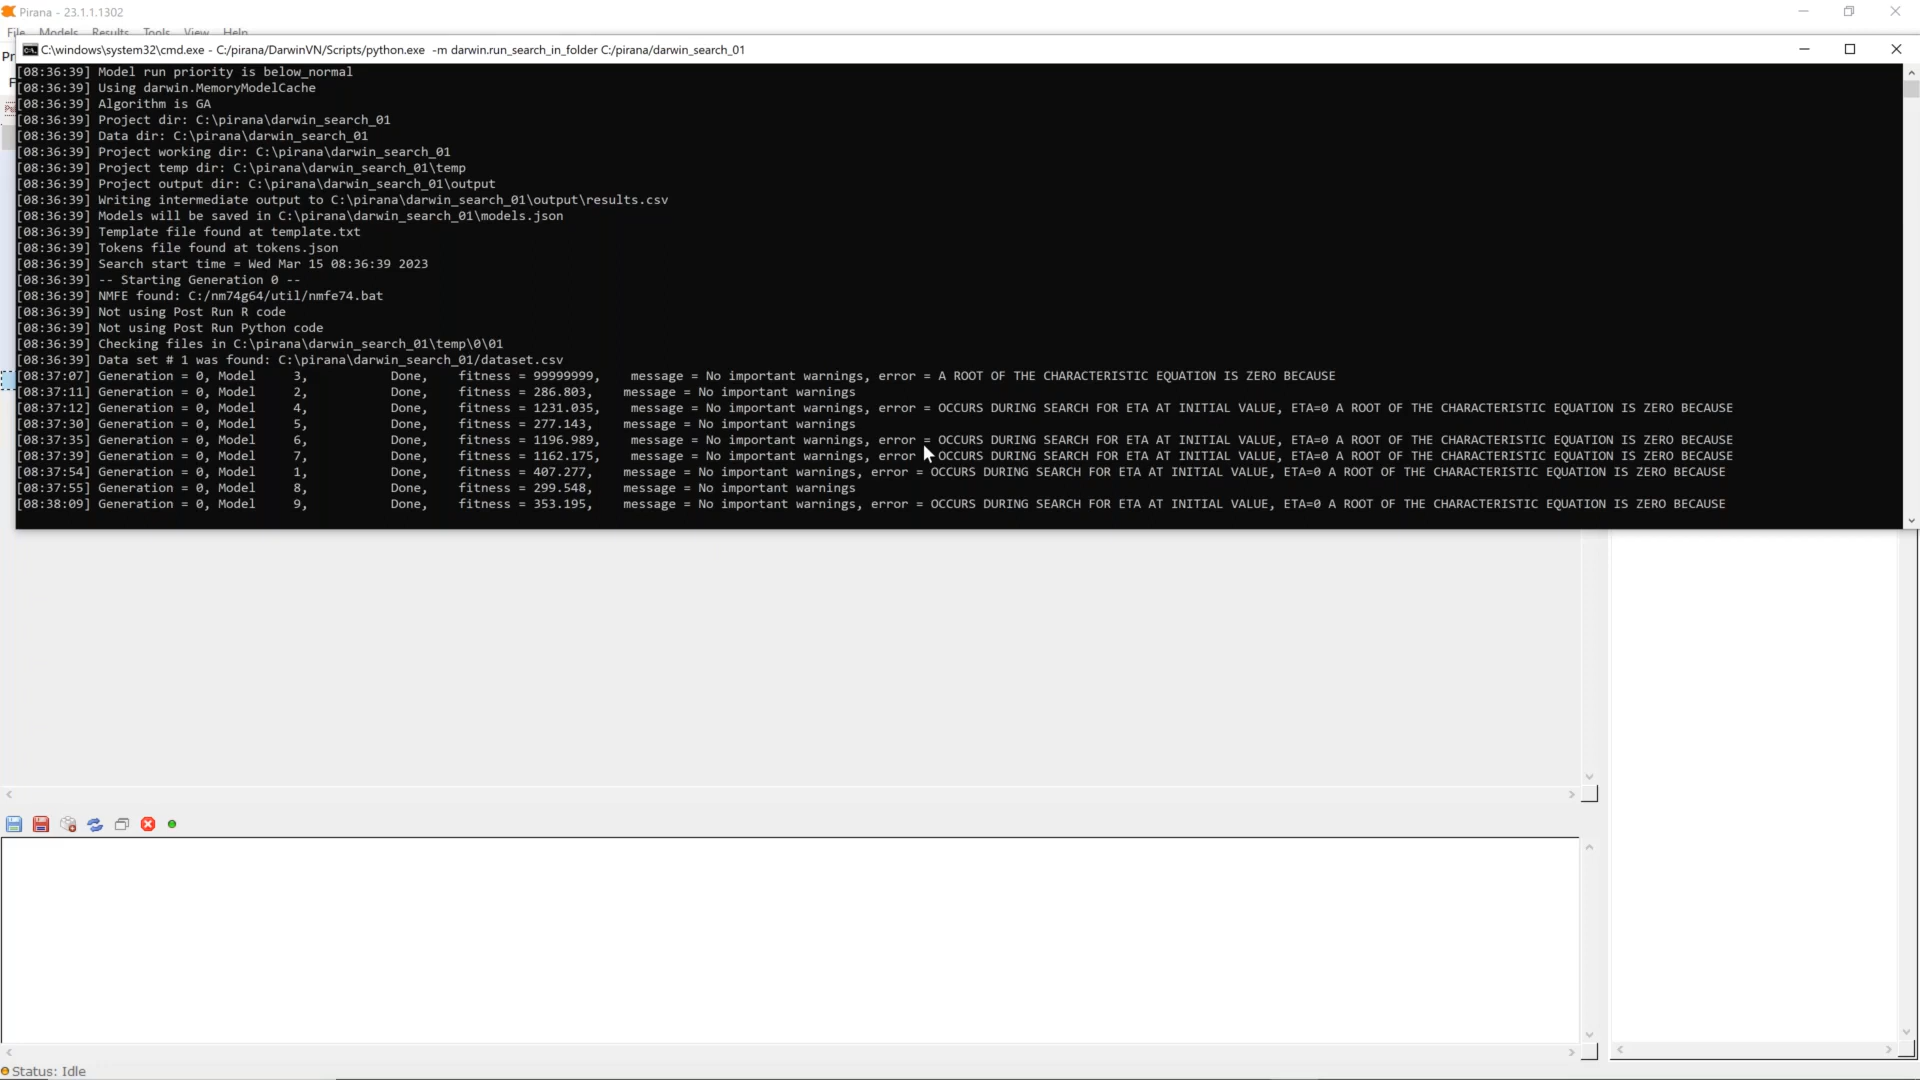 Pirana - 23.1.1.1302
File Models Results Tools View Help
C:\windows\system32\cmd.exe - C:/pirana/DarwinVN/Scripts/python.exe -m darwin.run_search_in_folder C:/pirana/darwin_search_01
[08:36:39] Model run priority is below_normal
[08:36:39] Using darwin.MemoryModelCache
[08:36:39] Algorithm is GA
[08:36:39] Project dir: C:\pirana\darwin_search_01
[08:36:39] Data dir: C:\pirana\darwin_search_01
[08:36:39] Project working dir: C:\pirana\darwin_search_01
[08:36:39] Project temp dir: C:\pirana\darwin_search_01\temp
[08:36:39] Project output dir: C:\pirana\darwin_search_01\output
[08:36:39] Writing intermediate output to C:\pirana\darwin_search_01\output\results.csv
[08:36:39] Models will be saved in C:\pirana\darwin_search_01\models.json
[08:36:39] Template file found at template.txt
[08:36:39] Tokens file found at tokens.json
[08:36:39] Search start time = Wed Mar 15 08:36:39 2023
[08:36:39] -- Starting Generation 0 --
[08:36:39] NMFE found: C:/nm74g64/util/nmfe74.bat
[08:36:39] Not using Post Run R code
[08:36:39] Not using Post Run Python code
[08:36:39] Checking files in C:\pirana\darwin_search_01\temp\0\01
[08:36:39] Data set # 1 was found: C:\pirana\darwin_search_01/dataset.csv
[08:37:07] Generation = 0, Model 3, Done, fitness = 99999999, message = No important warnings, error = A ROOT OF THE CHARACTERISTIC EQUATION IS ZERO BECAUSE
[08:37:11] Generation = 0, Model 2, Done, fitness = 286.803, message = No important warnings
[08:37:12] Generation = 0, Model 4, Done, fitness = 1231.035, message = No important warnings, error = OCCURS DURING SEARCH FOR ETA AT INITIAL VALUE, ETA=0 A ROOT OF THE CHARACTERISTIC EQUATION IS ZERO BECAUSE
[08:37:30] Generation = 0, Model 5, Done, fitness = 277.143, message = No important warnings
[08:37:35] Generation = 0, Model 6, Done, fitness = 1196.989, message = No important warnings, error = OCCURS DURING SEARCH FOR ETA AT INITIAL VALUE, ETA=0 A ROOT OF THE CHARACTERISTIC EQUATION IS ZERO BECAUSE
[08:37:39] Generation = 0, Model 7, Done, fitness = 1162.175, message = No important warnings, error = OCCURS DURING SEARCH FOR ETA AT INITIAL VALUE, ETA=0 A ROOT OF THE CHARACTERISTIC EQUATION IS ZERO BECAUSE
[08:37:54] Generation = 0, Model 1, Done, fitness = 407.277, message = No important warnings, error = OCCURS DURING SEARCH FOR ETA AT INITIAL VALUE, ETA=0 A ROOT OF THE CHARACTERISTIC EQUATION IS ZERO BECAUSE
[08:37:55] Generation = 0, Model 8, Done, fitness = 299.548, message = No important warnings
[08:38:09] Generation = 0, Model 9, Done, fitness = 353.195, message = No important warnings, error = OCCURS DURING SEARCH FOR ETA AT INITIAL VALUE, ETA=0 A ROOT OF THE CHARACTERISTIC EQUATION IS ZERO BECAUSE
Status: Idle